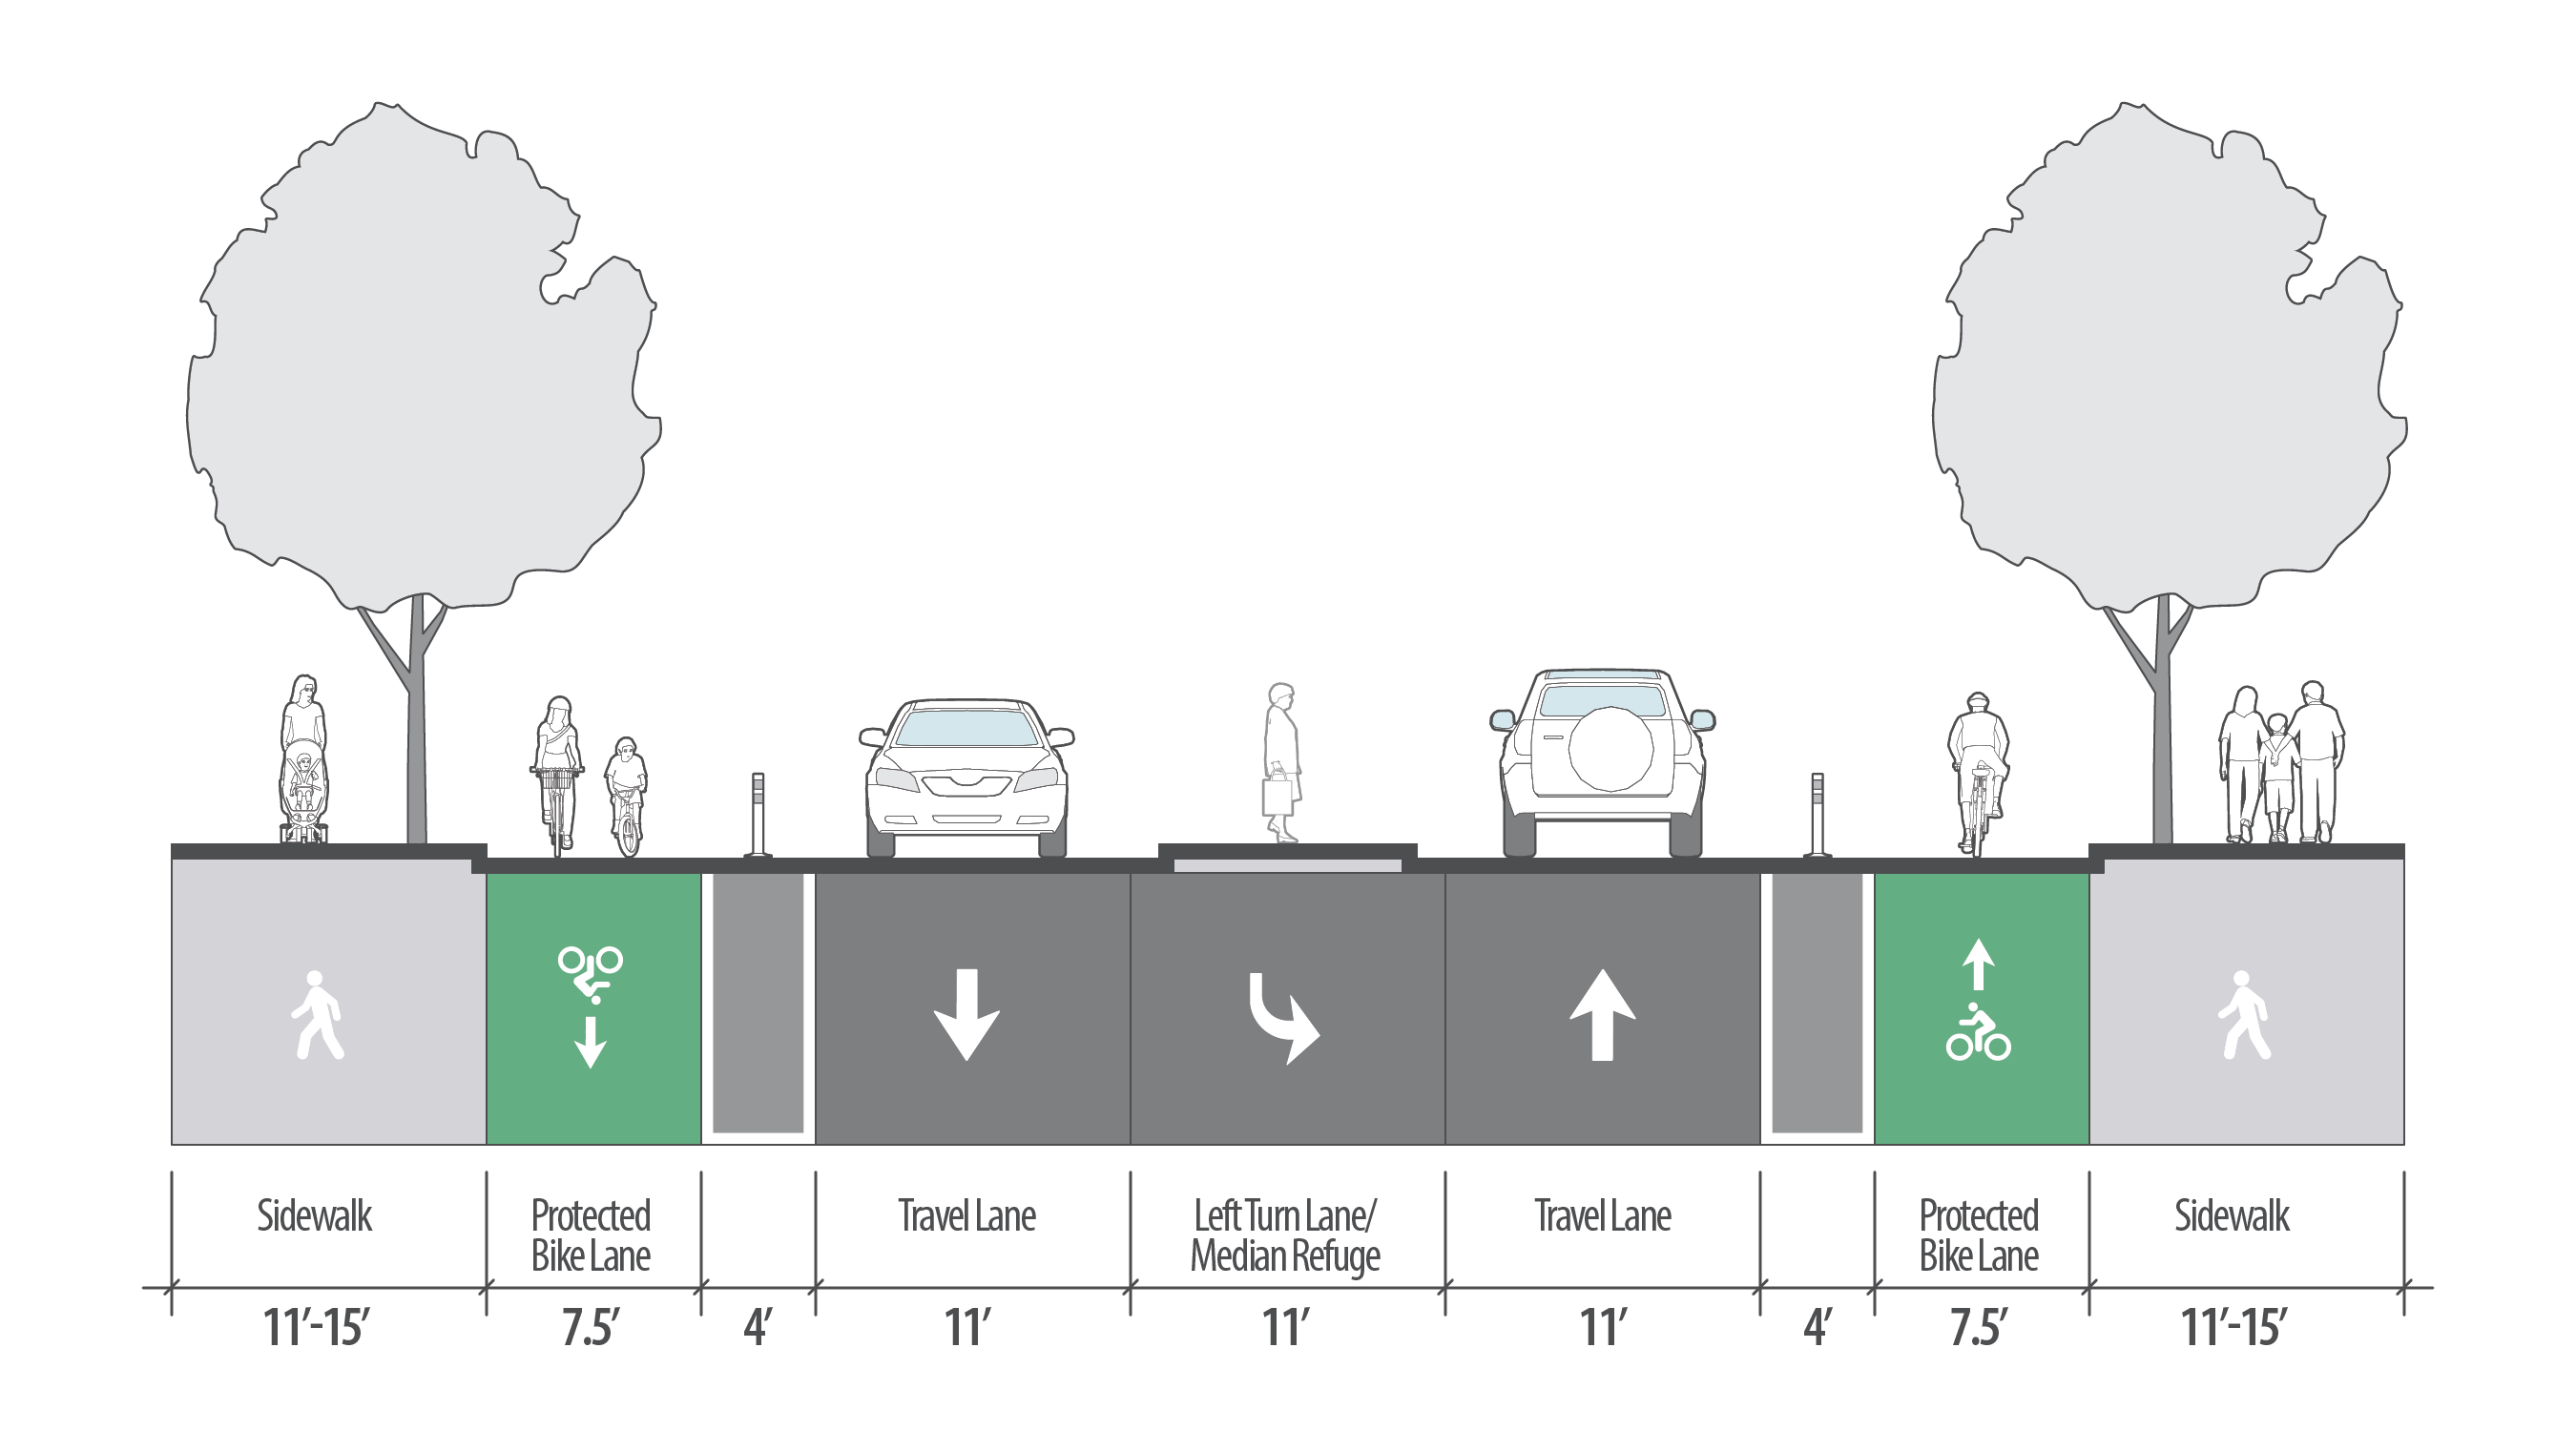 Sidewalk
Protected
Bike Lane
Travel Lane
Left Turn Lane/
Median Refuge
Travel Lane
Protected
Bike Lane
Sidewalk
11’-15’
7.5’
4’
11’
11’
11’
4’
7.5’
11’-15’